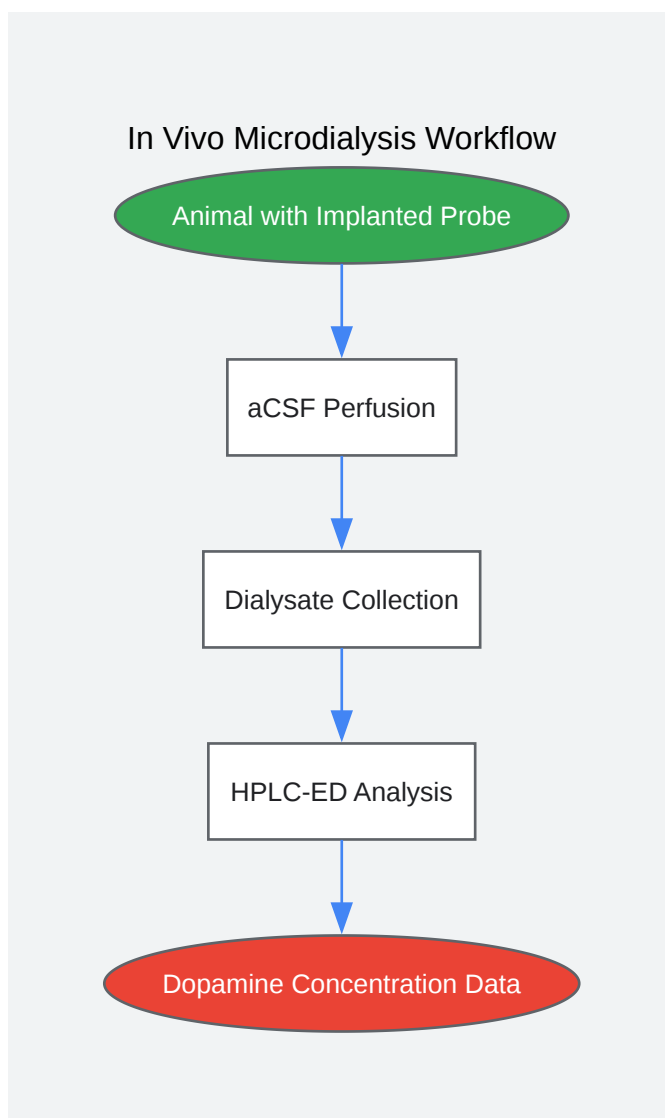 In Vivo Microdialysis Workflow
Animal with Implanted Probe
aCSF Perfusion
Dialysate Collection
HPLC-ED Analysis
Dopamine Concentration Data